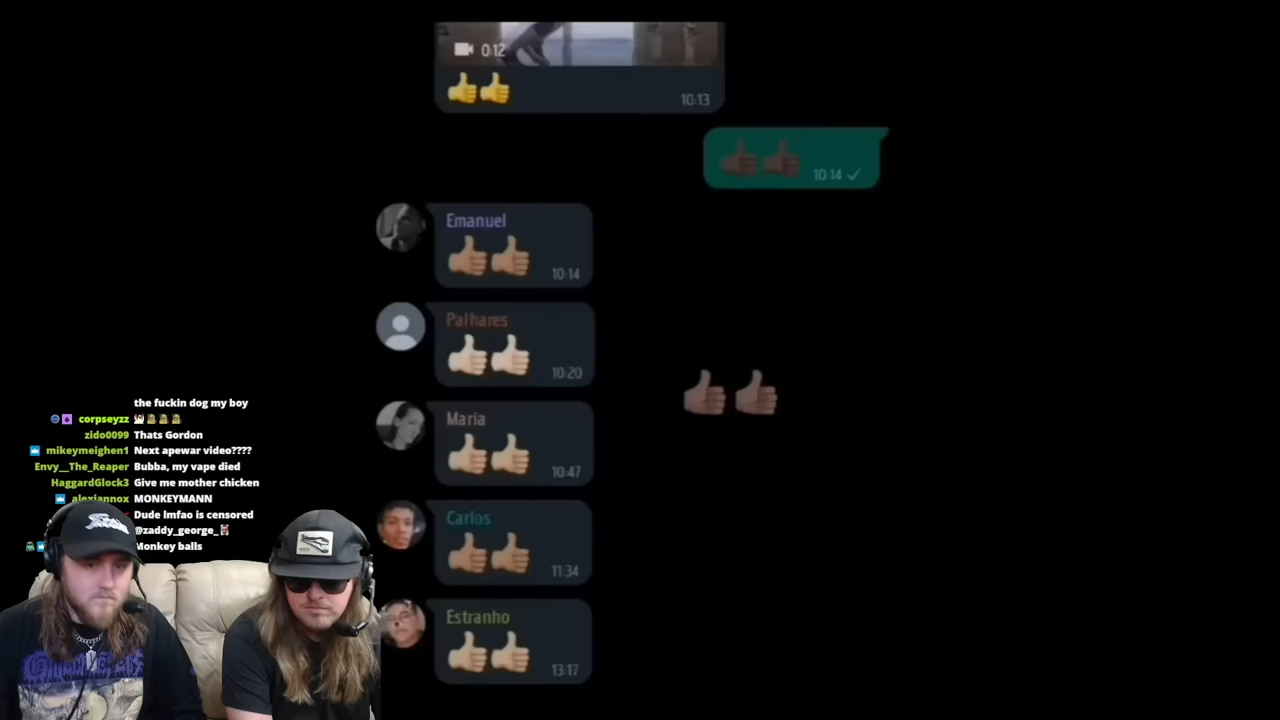 0:12
👍👍
10:13
👍🏿👍🏿 10:14
Emanuel
👍🏽👍🏽 10:14
Palhares
👍🏻👍🏻 10:20
👍🏽👍🏽
Maria
👍🏼👍🏼 10:47
Carlos
👍🏽👍🏽 11:34
Estranho
👍🏼👍🏼 13:17
the fuckin dog my boy
corpseyzz
zido0099 Thats Gordon
mikeymeighen1 Next apewar video????
Envy__The_Reaper Bubba, my vape died
HaggardGlock3 Give me mother chicken
alexiannox MONKEYMANN
Dude lmfao is censored
@zaddy_george_
Monkey balls